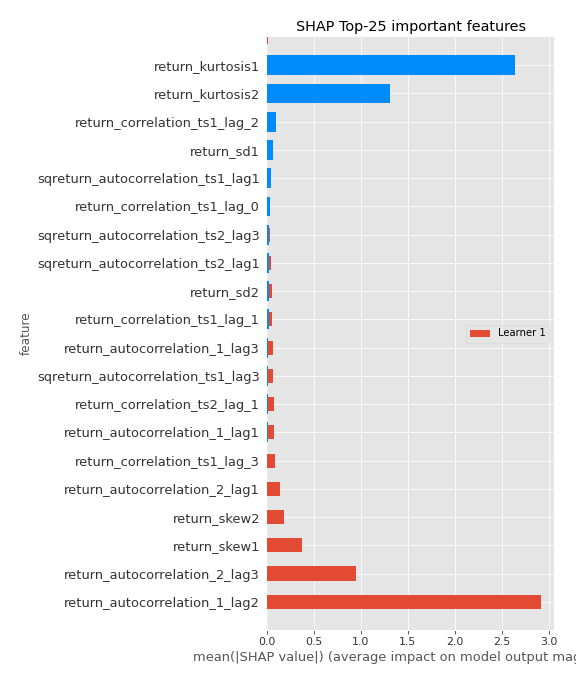 SHAP Top-25 important features
return_kurtosis1
return_kurtosis2
return_correlation_ts1_lag_2
return_sd1
sqreturn_autocorrelation_ts1_lag1
return_correlation_ts1_lag_0
sqreturn_autocorrelation_ts2_lag3
sqreturn_autocorrelation_ts2_lag1
return_sd2
return_correlation_ts1_lag_1
return_autocorrelation_1_lag3
sqreturn_autocorrelation_ts1_lag3
return_correlation_ts2_lag_1
return_autocorrelation_1_lag1
return_correlation_ts1_lag_3
return_autocorrelation_2_lag1
return_skew2
return_skew1
return_autocorrelation_2_lag3
return_autocorrelation_1_lag2
feature
Learner 1
0.0 0.5 1.0 1.5 2.0 2.5 3.0
mean(|SHAP value|) (average impact on model output mag